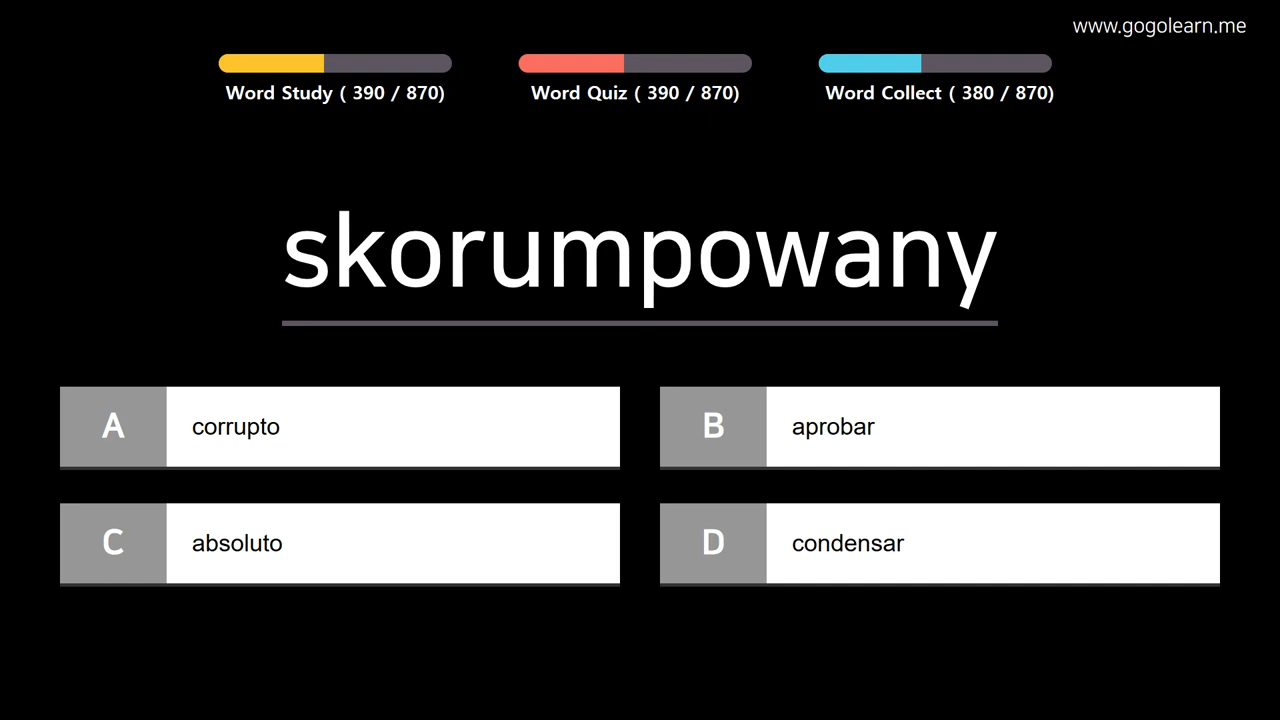 www.gogolearn.me
Word Study ( 390 / 870)
Word Quiz ( 390 / 870)
Word Collect ( 380 / 870)
skorumpowany
A corrupto
B aprobar
C absoluto
D condensar